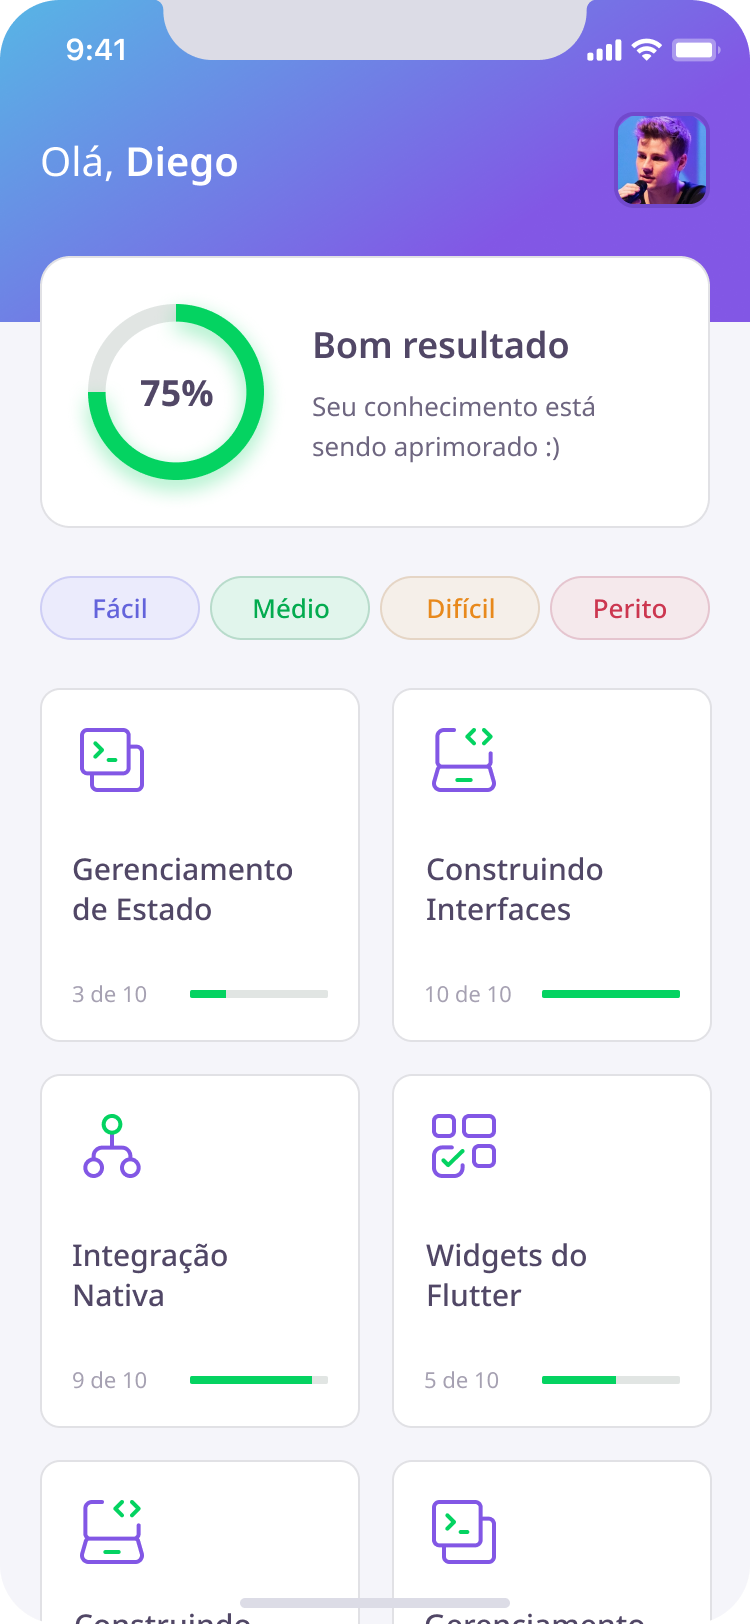 9:41
Olá, Diego
75%
Bom resultado
Seu conhecimento está
sendo aprimorado :)
Fácil
Médio
Difícil
Perito
Gerenciamento
de Estado
3 de 10
Construindo
Interfaces
10 de 10
Integração
Nativa
9 de 10
Widgets do
Flutter
5 de 10
Construindo
Gerenciamento